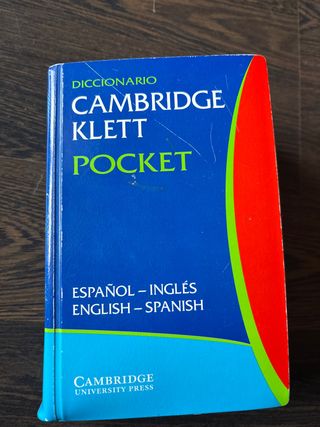 DICCIONARIO
CAMBRIDGE
KLETT
POCKET
ESPAÑOL – INGLÉS
ENGLISH – SPANISH
CAMBRIDGE
UNIVERSITY PRESS